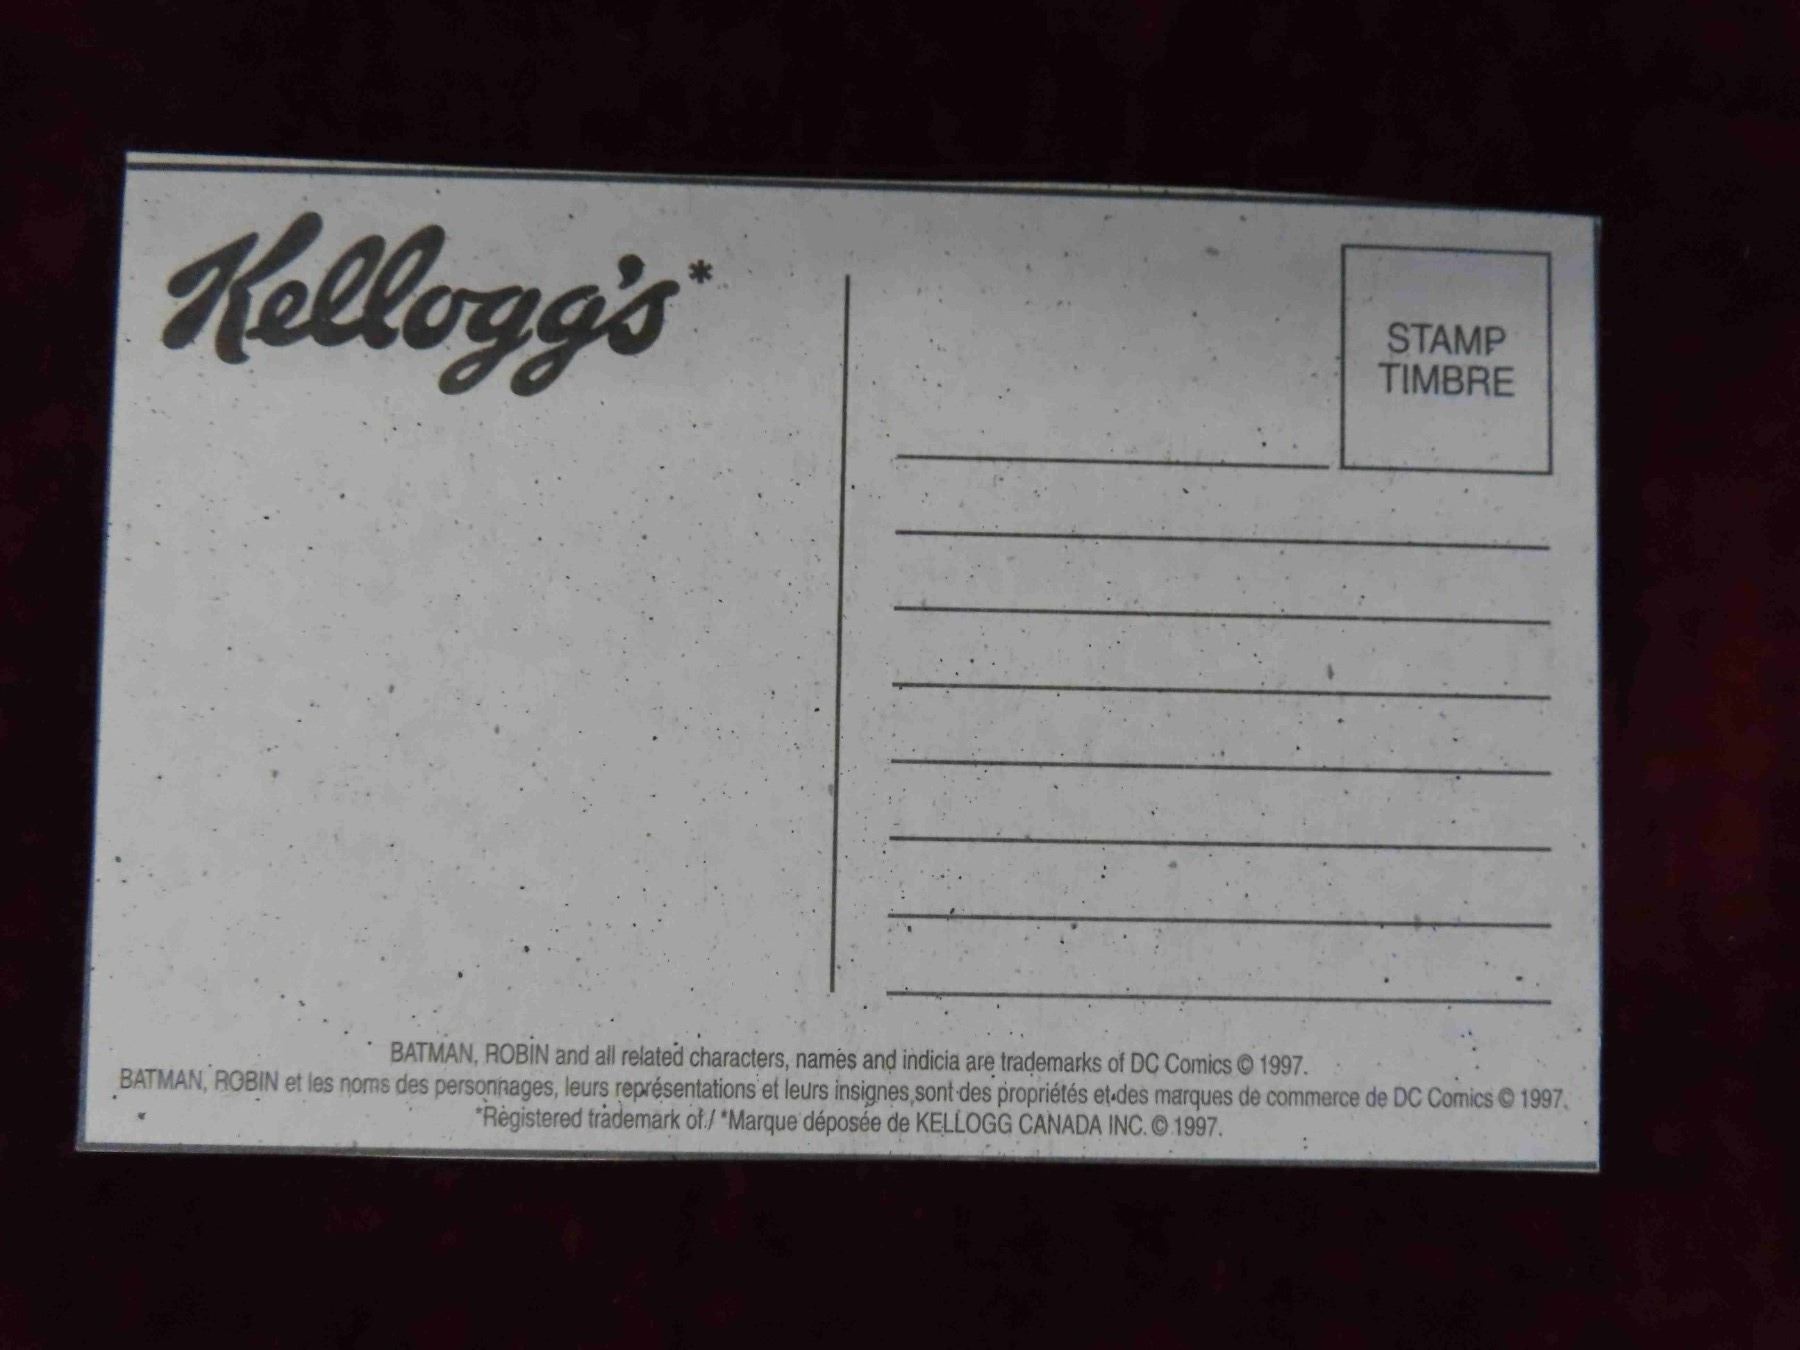 Kellogg's*
STAMP
TIMBRE
BATMAN, ROBIN and all related characters, names and indicia are trademarks of DC Comics © 1997.
BATMAN, ROBIN et les noms des personnages, leurs représentations et leurs insignes sont des propriétés et des marques de commerce de DC Comics © 1997.
*Registered trademark of / *Marque déposée de KELLOGG CANADA INC. © 1997.